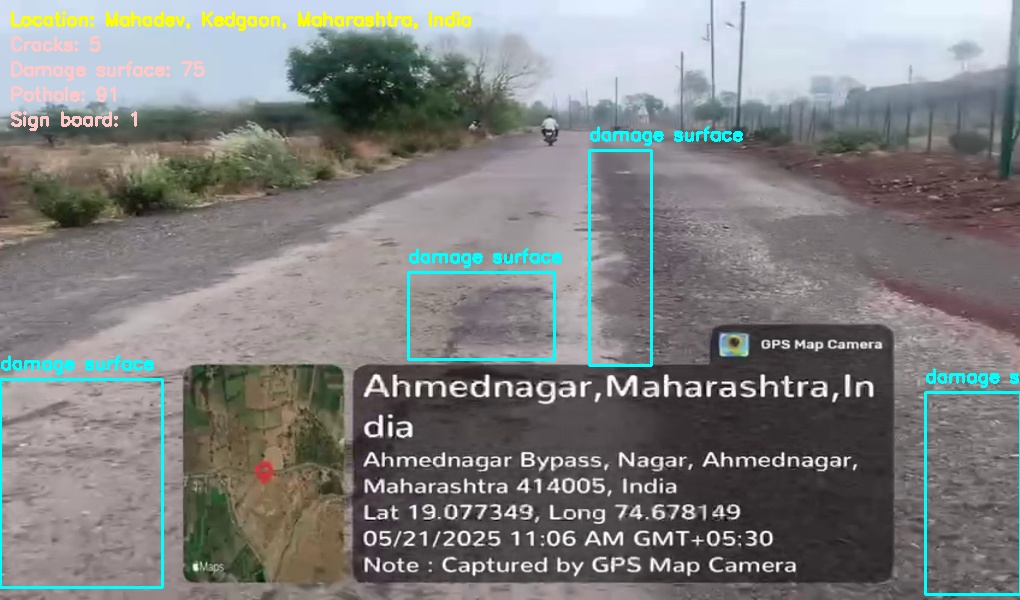 Location: Mahadev, Kedgaon, Maharashtra, India
Cracks: 5
Damage surface: 75
Pothole: 91
Sign board: 1
damage surface
damage surface
damage surface
damage s
GPS Map Camera
Ahmednagar,Maharashtra,In
dia
Ahmednagar Bypass, Nagar, Ahmednagar,
Maharashtra 414005, India
Lat 19.077349, Long 74.678149
05/21/2025 11:06 AM GMT+05:30
Note : Captured by GPS Map Camera
Maps